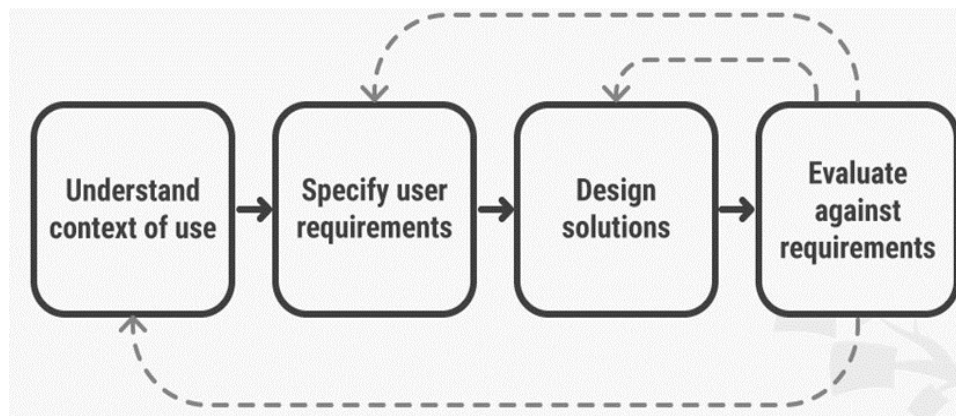 Understand
context of use
Specify user
requirements
Design
solutions
Evaluate
against
requirements